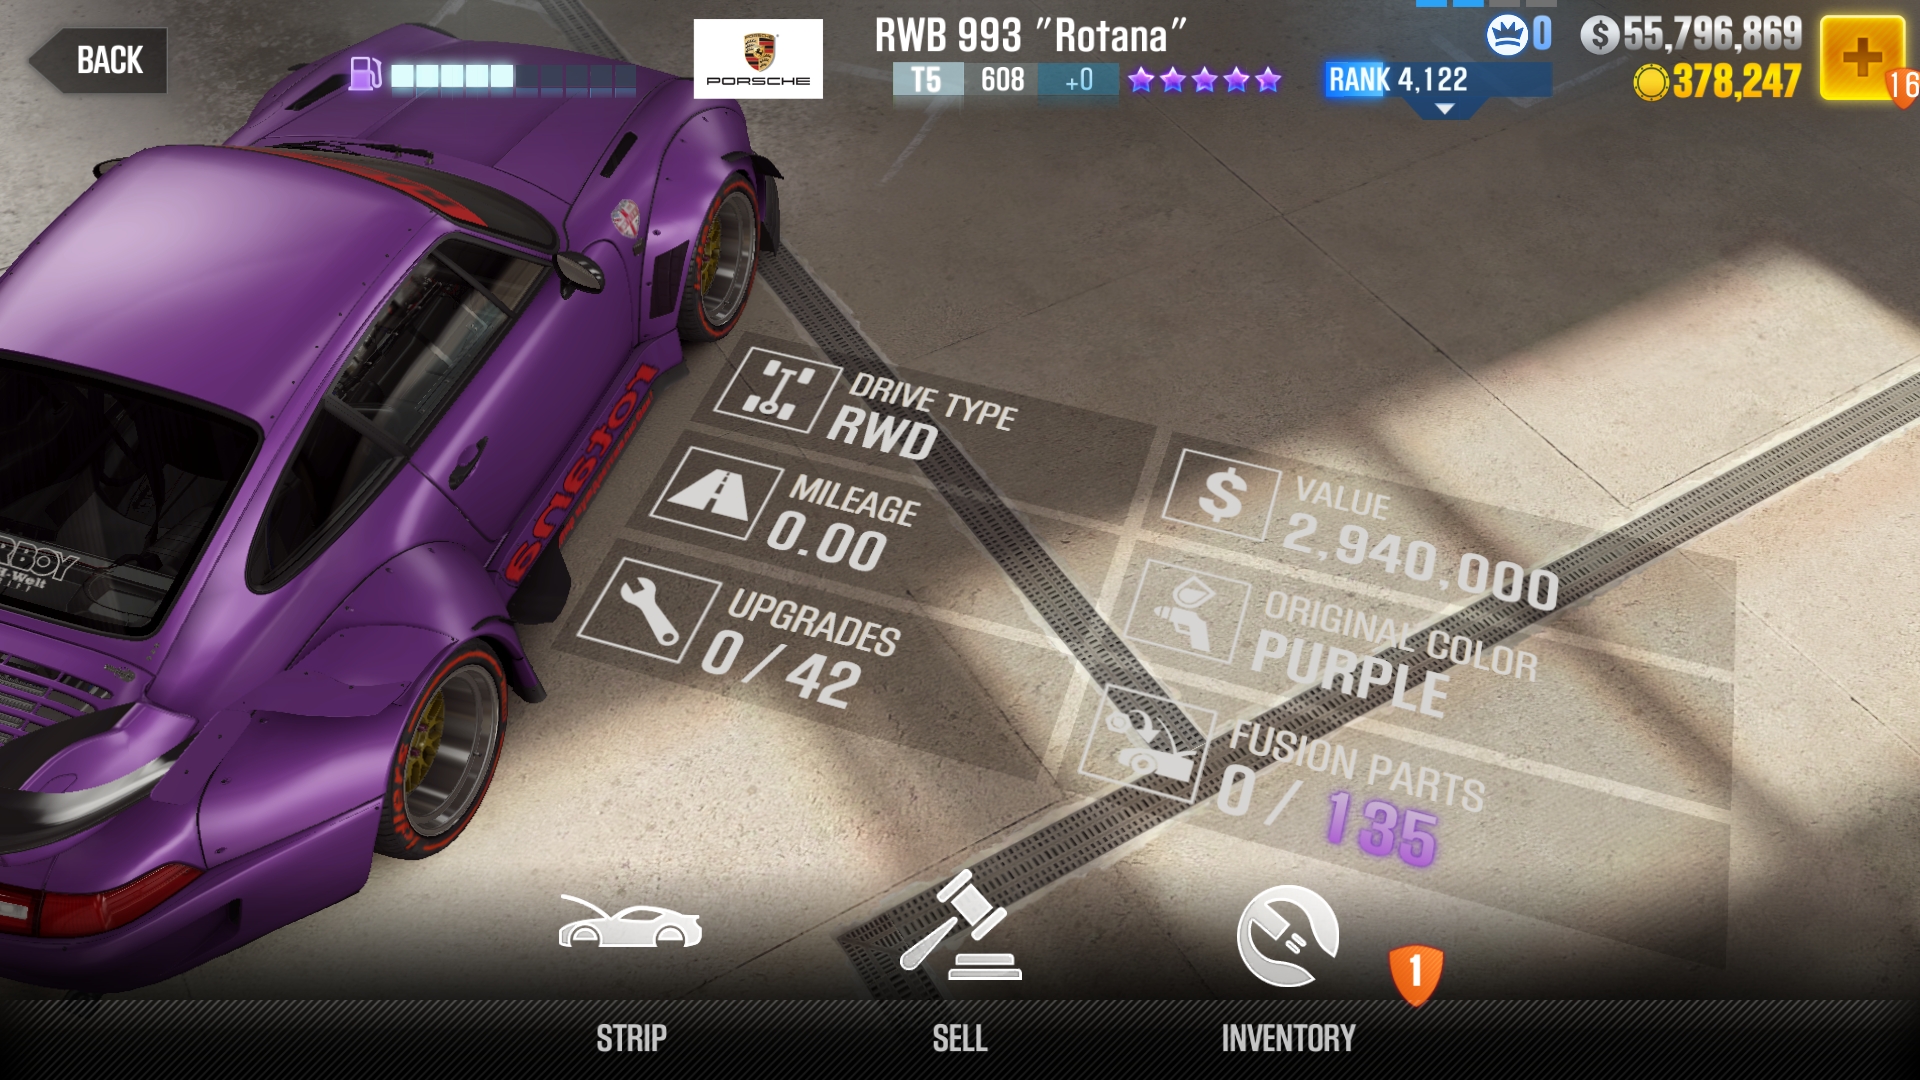 BACK
PORSCHE
RWB 993 "Rotana"
T5 608 +0
RANK 4,122
0
$ 55,796,869
378,247
16
DRIVE TYPE
RWD
MILEAGE
0.00
UPGRADES
0 / 42
$ VALUE
2,940,000
ORIGINAL COLOR
PURPLE
FUSION PARTS
0 / 135
STRIP
SELL
INVENTORY
1